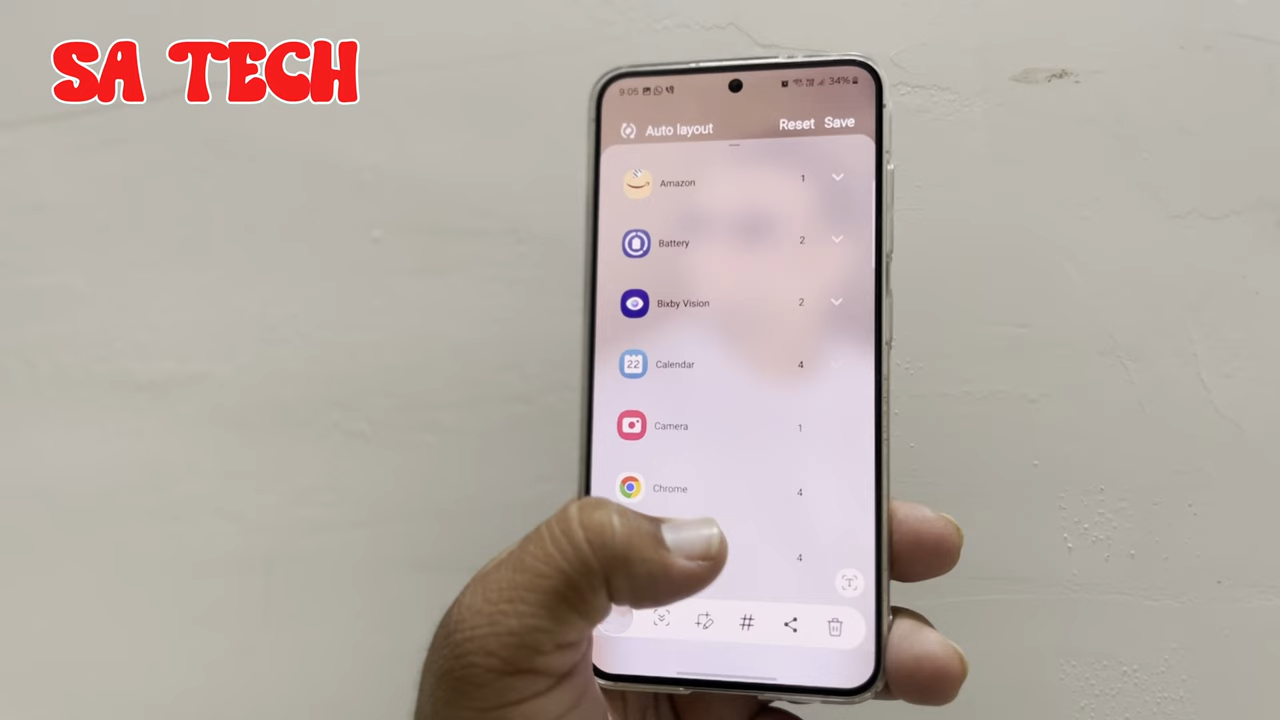 SA TECH
9:05
34%
Auto layout
Reset Save
Amazon 1
Battery 2
Bixby Vision 2
22 Calendar 4
Camera 1
Chrome 4
4
T
#